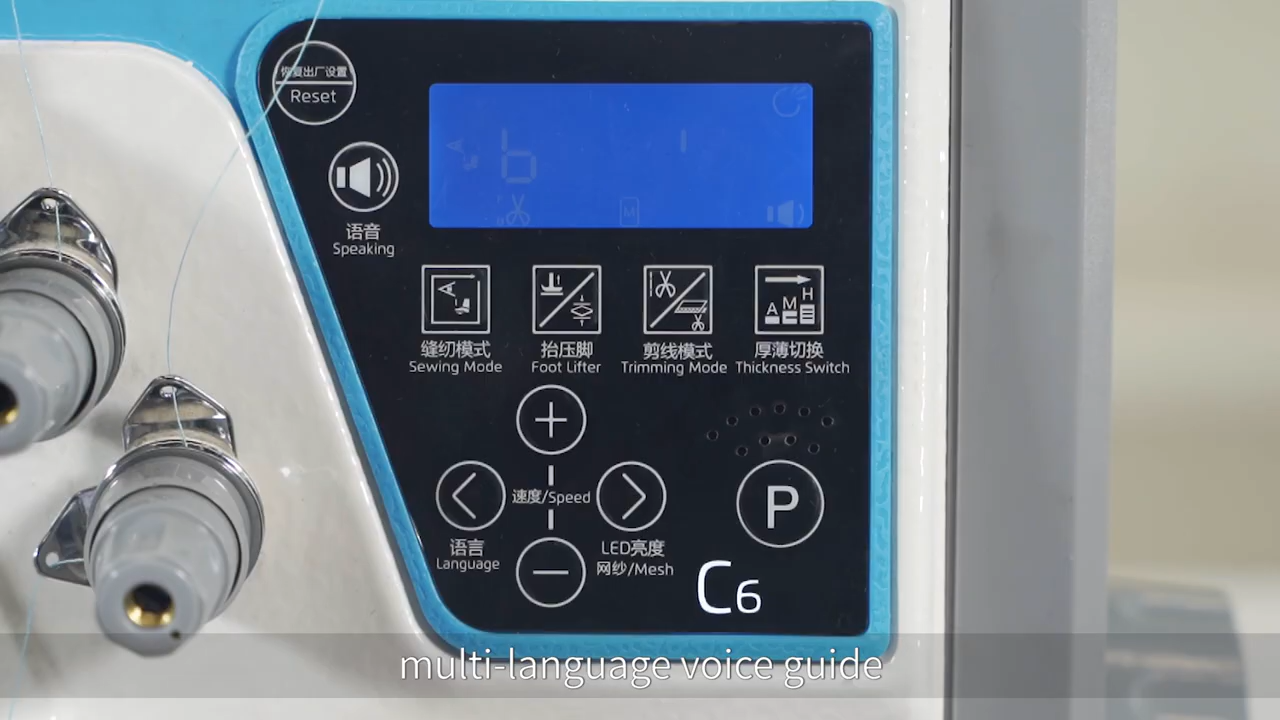 恢复出厂设置
Reset
语音
Speaking
b 1
M
A M H
缝纫模式
Sewing Mode
抬压脚
Foot Lifter
剪线模式
Trimming Mode
厚薄切换
Thickness Switch
速度/Speed
语言
Language
LED亮度
网纱/Mesh
P
C6
multi-language voice guide